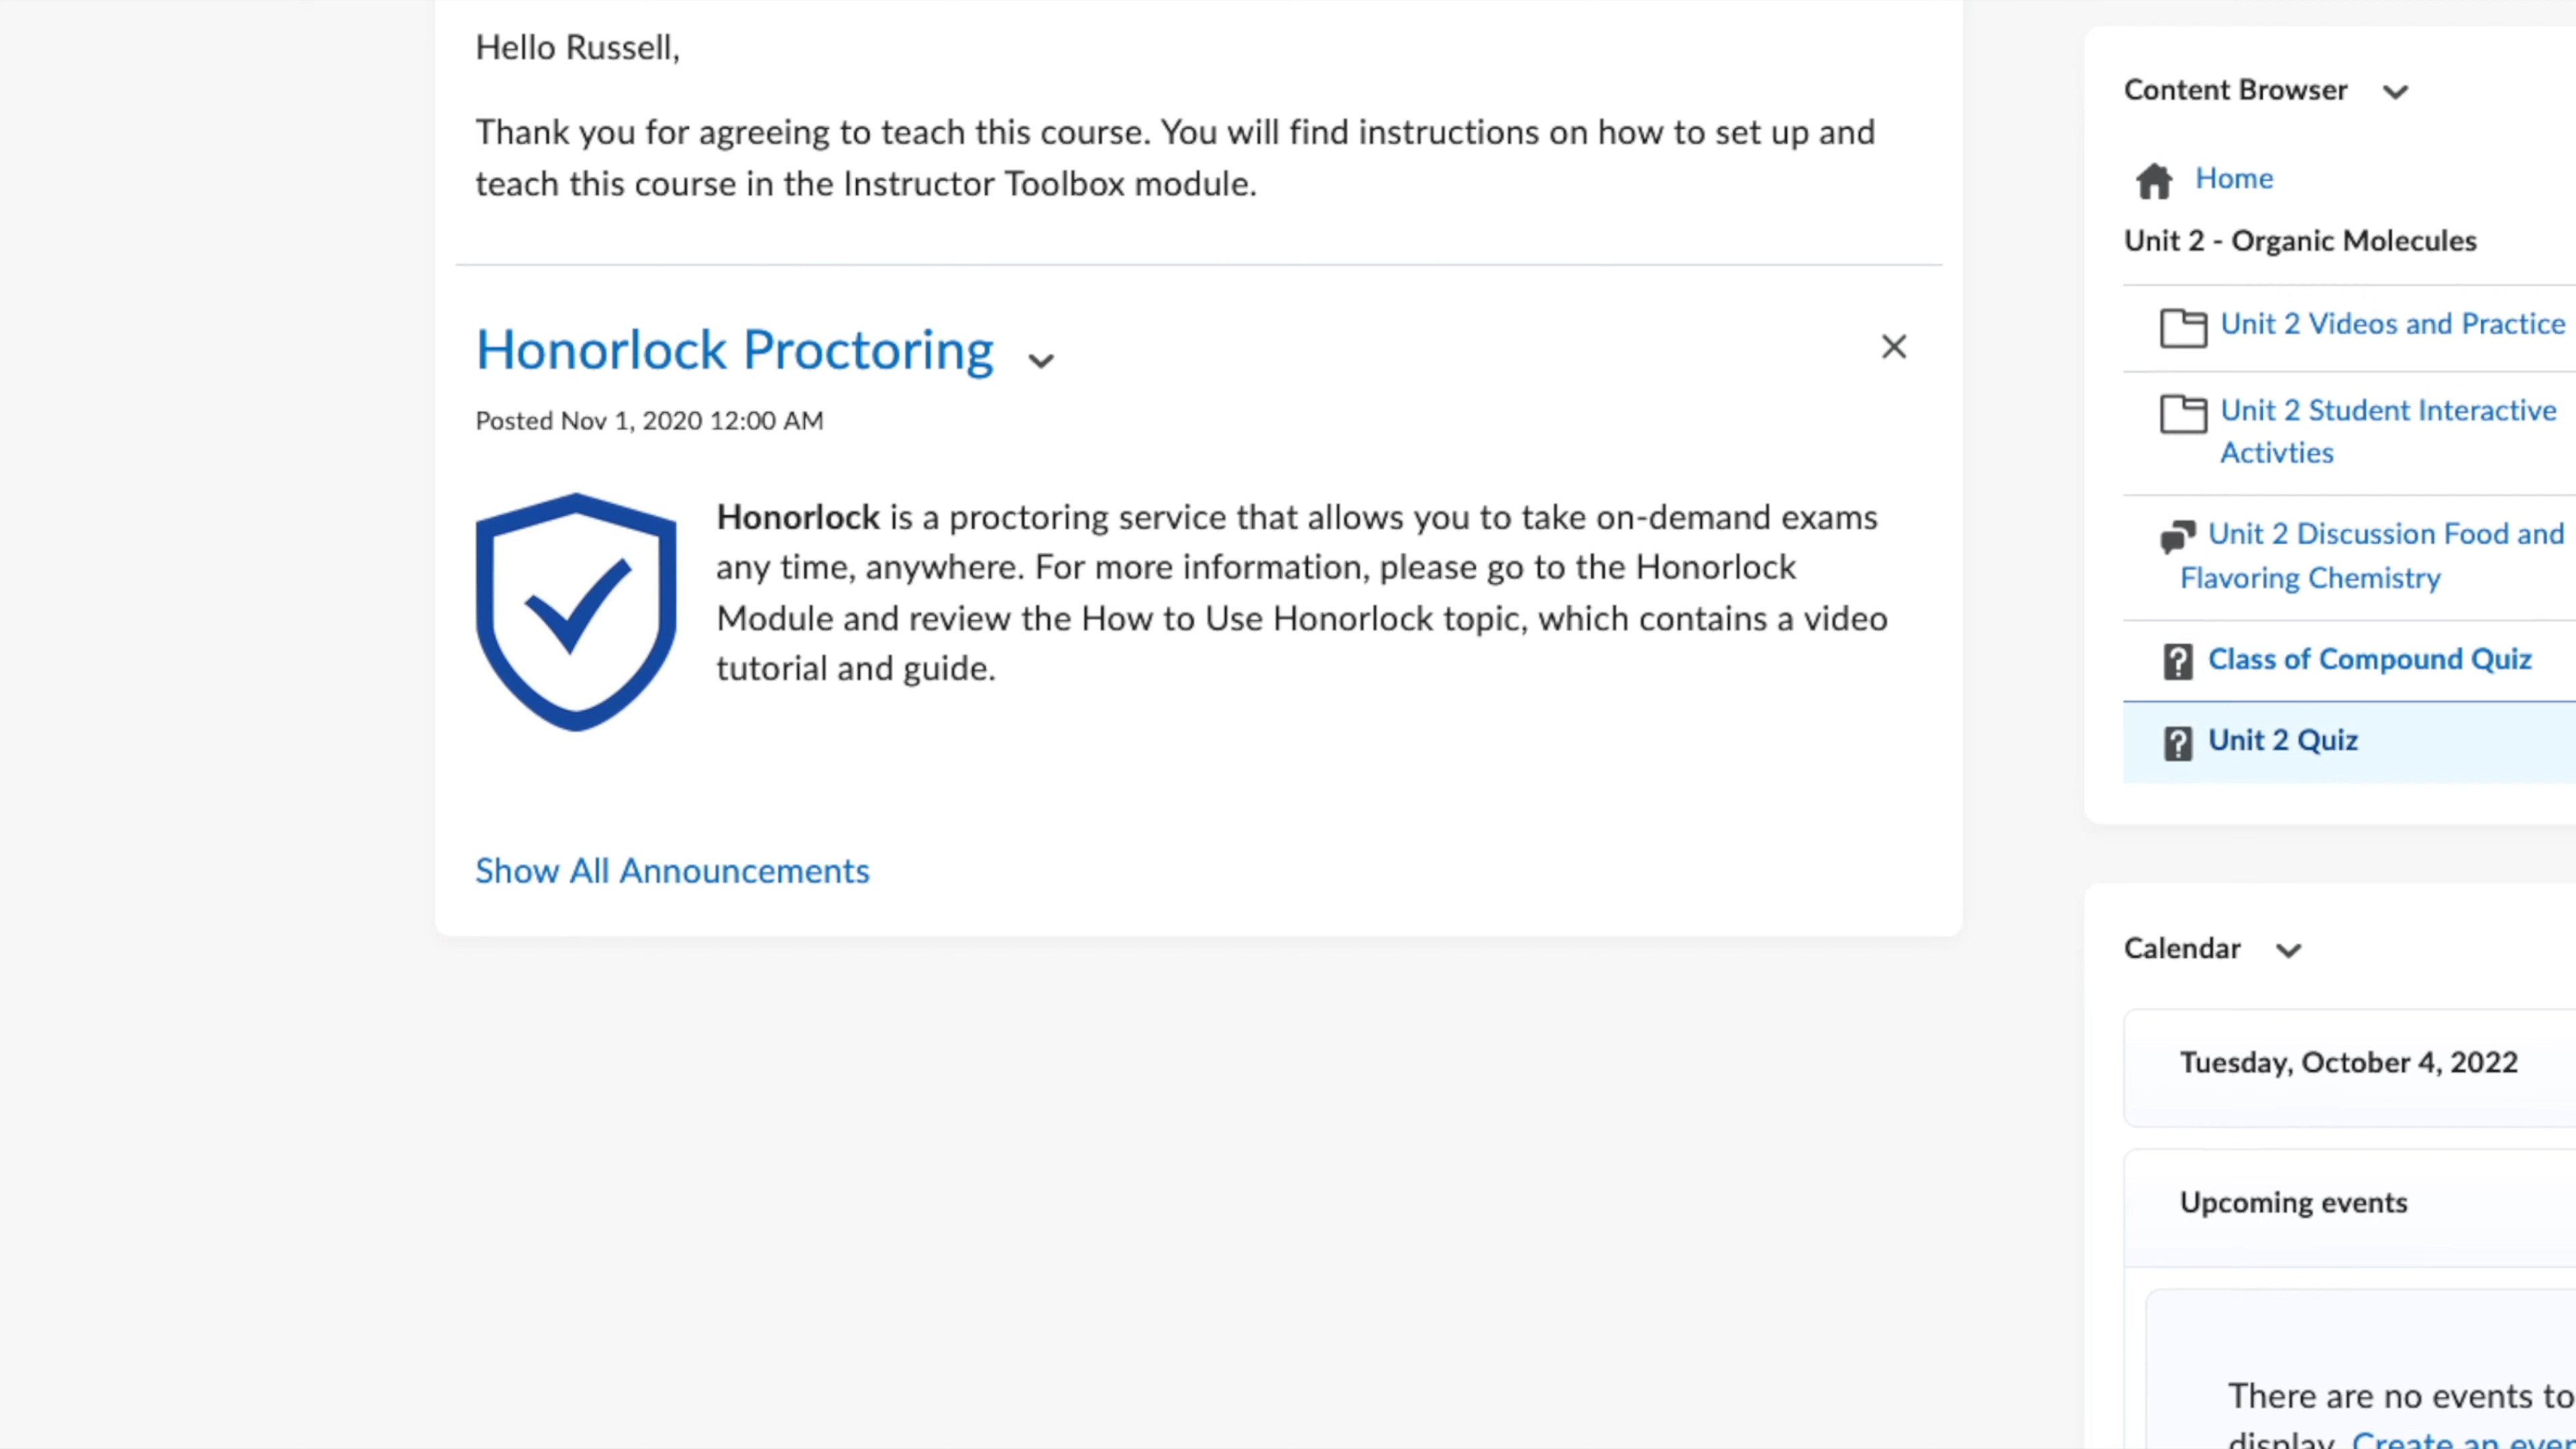 Hello Russell,
Thank you for agreeing to teach this course. You will find instructions on how to set up and
teach this course in the Instructor Toolbox module.
Honorlock Proctoring
Posted Nov 1, 2020 12:00 AM
Honorlock is a proctoring service that allows you to take on-demand exams
any time, anywhere. For more information, please go to the Honorlock
Module and review the How to Use Honorlock topic, which contains a video
tutorial and guide.
Show All Announcements
Content Browser
Home
Unit 2 - Organic Molecules
Unit 2 Videos and Practice
Unit 2 Student Interactive
Activties
Unit 2 Discussion Food and
Flavoring Chemistry
Class of Compound Quiz
Unit 2 Quiz
Calendar
Tuesday, October 4, 2022
Upcoming events
There are no events to
display. Create an